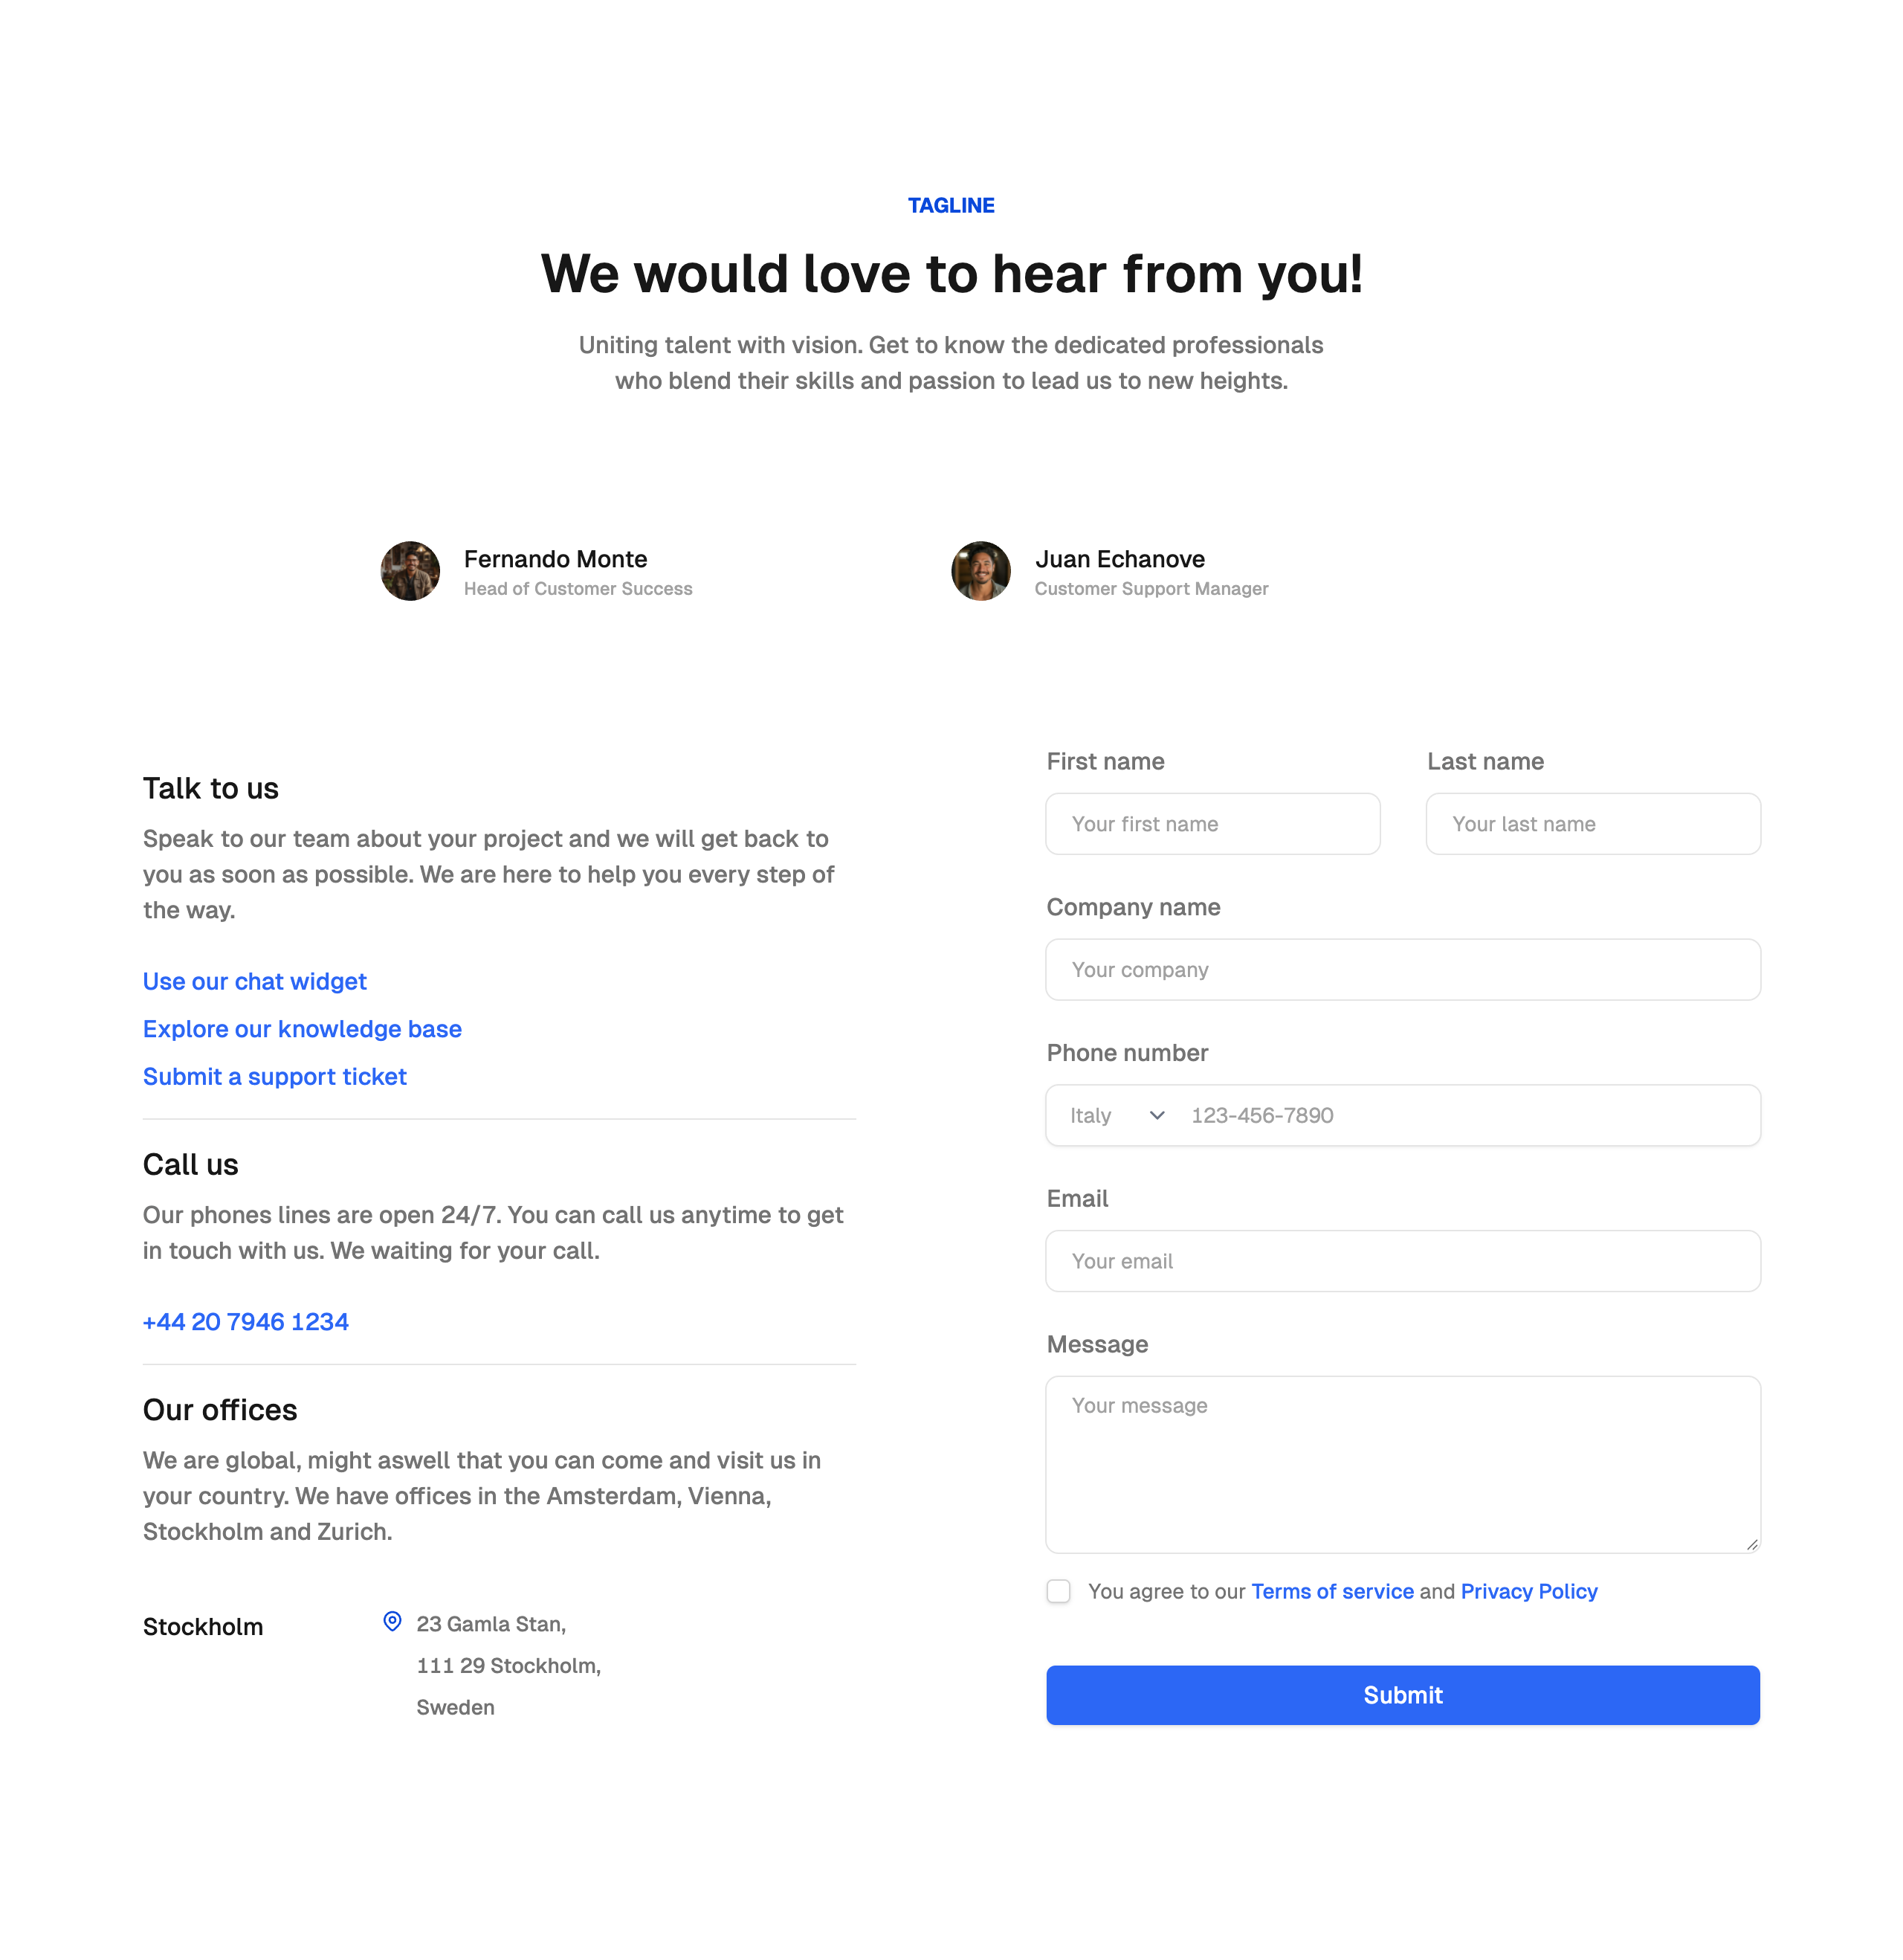 TAGLINE
We would love to hear from you!
Uniting talent with vision. Get to know the dedicated professionals
who blend their skills and passion to lead us to new heights.
Fernando Monte
Head of Customer Success
Juan Echanove
Customer Support Manager
Talk to us
Speak to our team about your project and we will get back to
you as soon as possible. We are here to help you every step of
the way.
Use our chat widget
Explore our knowledge base
Submit a support ticket
Call us
Our phones lines are open 24/7. You can call us anytime to get
in touch with us. We waiting for your call.
+44 20 7946 1234
Our offices
We are global, might aswell that you can come and visit us in
your country. We have offices in the Amsterdam, Vienna,
Stockholm and Zurich.
Stockholm
23 Gamla Stan,
111 29 Stockholm,
Sweden
First name
Your first name
Last name
Your last name
Company name
Your company
Phone number
Italy
123-456-7890
Email
Your email
Message
Your message
You agree to our Terms of service and Privacy Policy
Submit